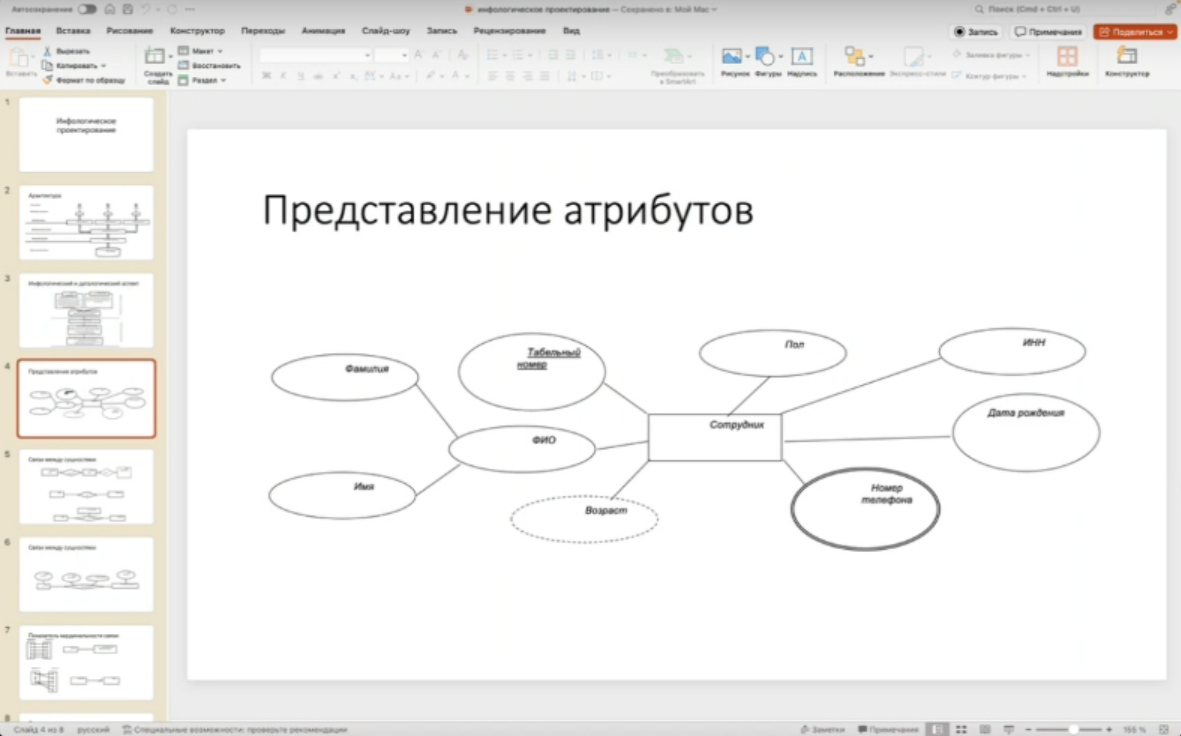 Автосохранение
инфологическое проектирование — Сохранено в: Мой Mac
Поиск (Cmd + Ctrl + U)
Главная Вставка Рисование Конструктор Переходы Анимация Слайд-шоу Запись Рецензирование Вид
Запись Примечания Поделиться
Вставить
Вырезать
Копировать
Формат по образцу
Создать слайд
Макет
Восстановить
Раздел
Преобразовать в SmartArt
Рисунок Фигуры Надпись
Расположение Экспресс-стили
Заливка фигуры
Контур фигуры
Надстройки Конструктор
1
Инфологическое
проектирование
2
Архитектура
3
Инфологический и даталогический аспект
4
Представление атрибутов
5
Связи между сущностями
6
Связи между сущностями
7
Показатель кардинальности связи
8
Представление атрибутов
Фамилия
Табельный
номер
Пол
ИНН
Дата рождения
Сотрудник
ФИО
Имя
Возраст
Номер
телефона
Слайд 4 из 8 русский Специальные возможности: проверьте рекомендации
Заметки Примечания 155 %